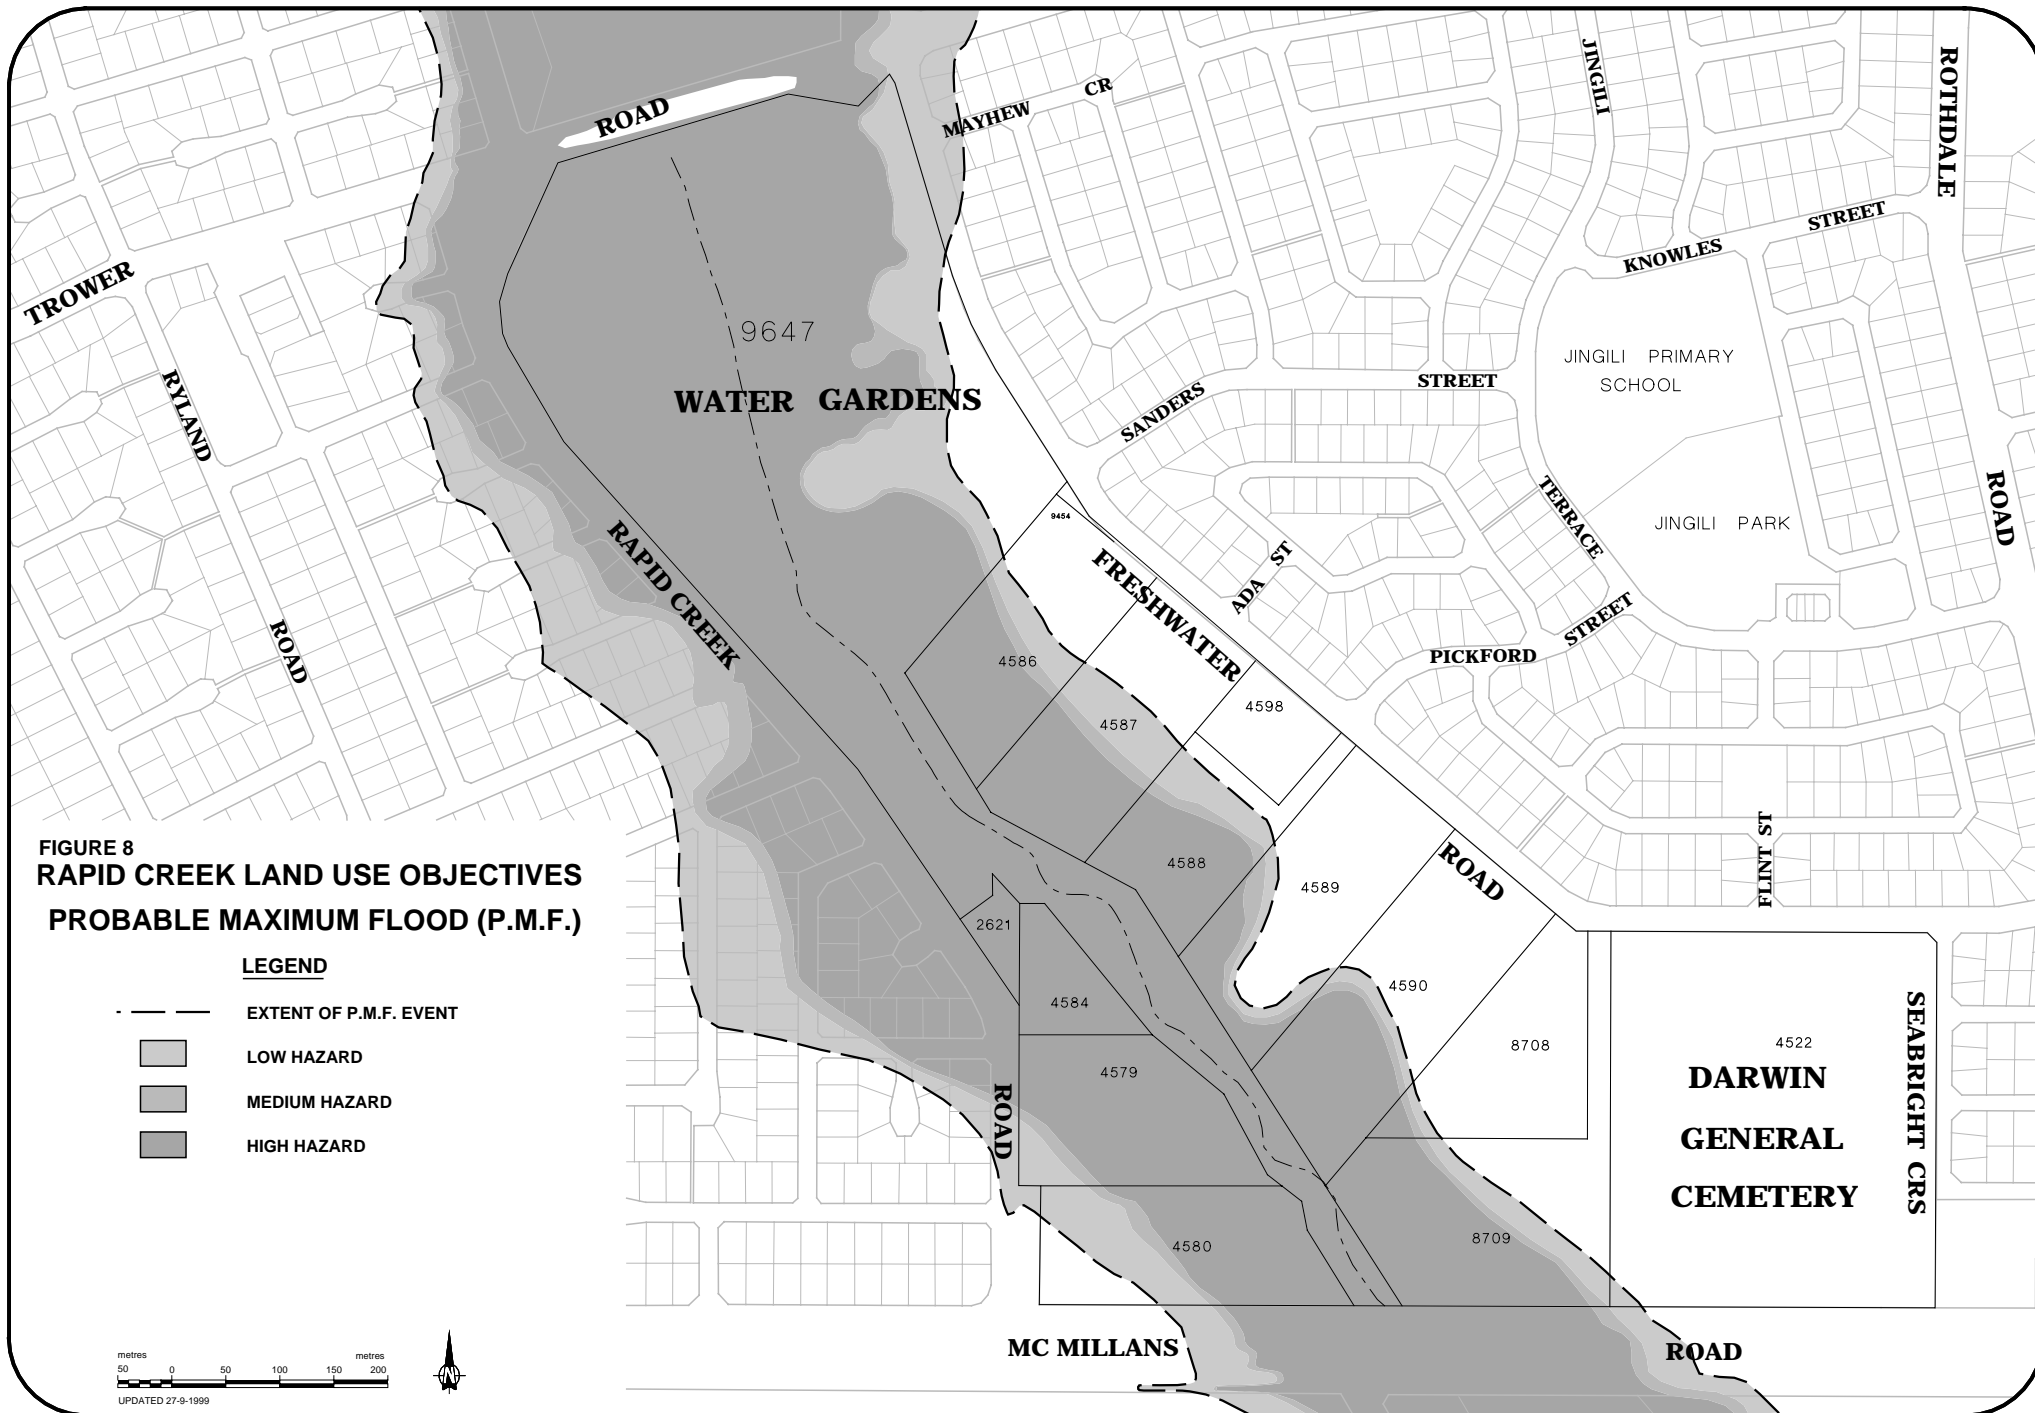 ROAD
MAYHEW
CR
JINGILI
ROTHDALE
TROWER
KNOWLES
STREET
9647
WATER GARDENS
RYLAND
ROAD
SANDERS
STREET
JINGILI PRIMARY
SCHOOL
JINGILI PARK
TERRACE
ROAD
9454
RAPID CREEK
FRESHWATER
ROAD
ADA ST
PICKFORD
STREET
4586
4587
4598
4588
4589
2621
4584
4590
4579
8708
4580
8709
4522
FLINT ST
DARWIN
GENERAL
CEMETERY
SEABRIGHT CRS
ROAD
MC MILLANS
ROAD
FIGURE 8
RAPID CREEK LAND USE OBJECTIVES
PROBABLE MAXIMUM FLOOD (P.M.F.)
LEGEND
EXTENT OF P.M.F. EVENT
LOW HAZARD
MEDIUM HAZARD
HIGH HAZARD
metres metres
50 0 50 100 150 200
UPDATED 27-9-1999
N